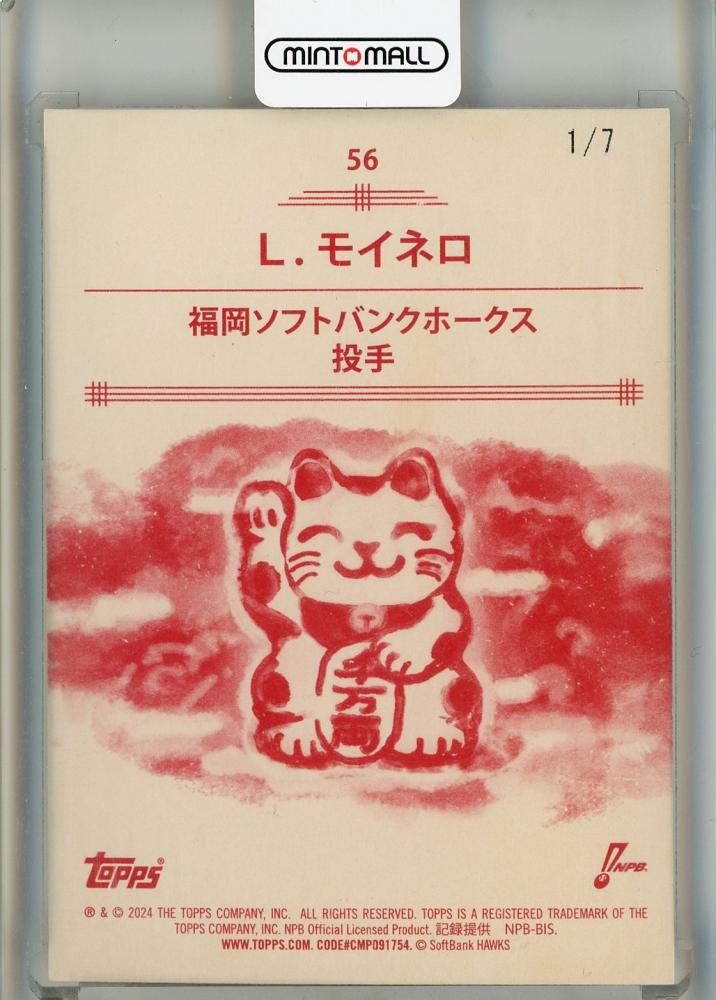 MINTMALL
1/7
56
L.モイネロ
福岡ソフトバンクホークス
投手
千万両
topps®
NPB.
® & © 2024 THE TOPPS COMPANY, INC. ALL RIGHTS RESERVED. TOPPS IS A REGISTERED TRADEMARK OF THE
TOPPS COMPANY, INC. NPB Official Licensed Product. 記録提供 NPB-BIS.
WWW.TOPPS.COM. CODE#CMP091754. © SoftBank HAWKS